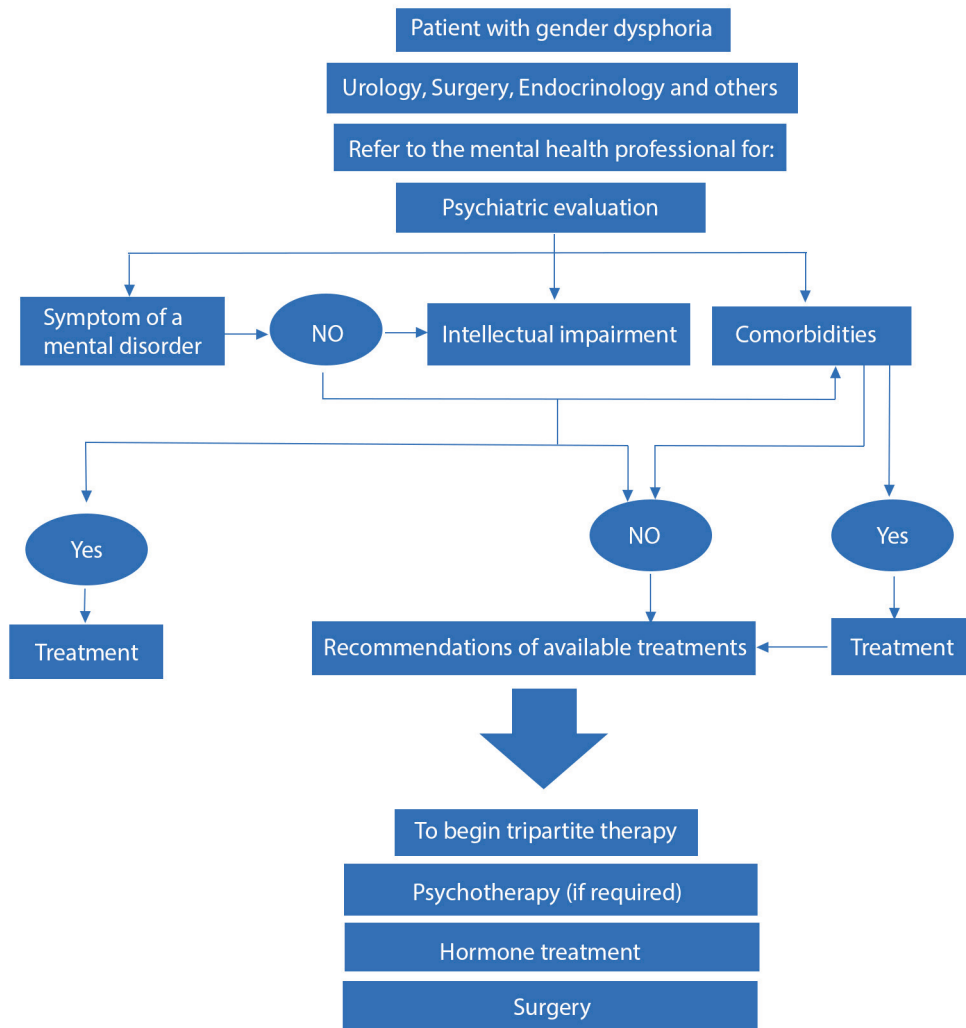 Patient with gender dysphoria
Urology, Surgery, Endocrinology and others
Refer to the mental health professional for:
Psychiatric evaluation
Symptom of a
mental disorder
NO
Intellectual impairment
Comorbidities
Yes
NO
Yes
Treatment
Recommendations of available treatments
Treatment
To begin tripartite therapy
Psychotherapy (if required)
Hormone treatment
Surgery